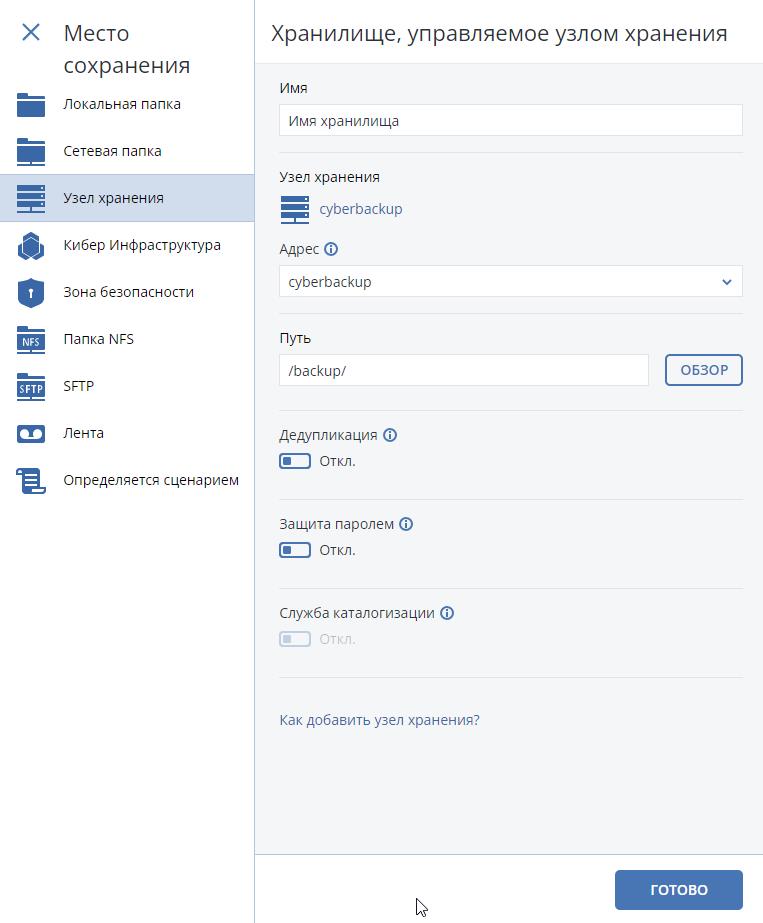 Место
сохранения
Локальная папка
Сетевая папка
Узел хранения
Кибер Инфраструктура
Зона безопасности
NFS
Папка NFS
SFTP
SFTP
Лента
Определяется сценарием
Хранилище, управляемое узлом хранения
Имя
Имя хранилища
Узел хранения
cyberbackup
Адрес
cyberbackup
Путь
/backup/
ОБЗОР
Дедупликация
Откл.
Защита паролем
Откл.
Служба каталогизации
Откл.
Как добавить узел хранения?
ГОТОВО